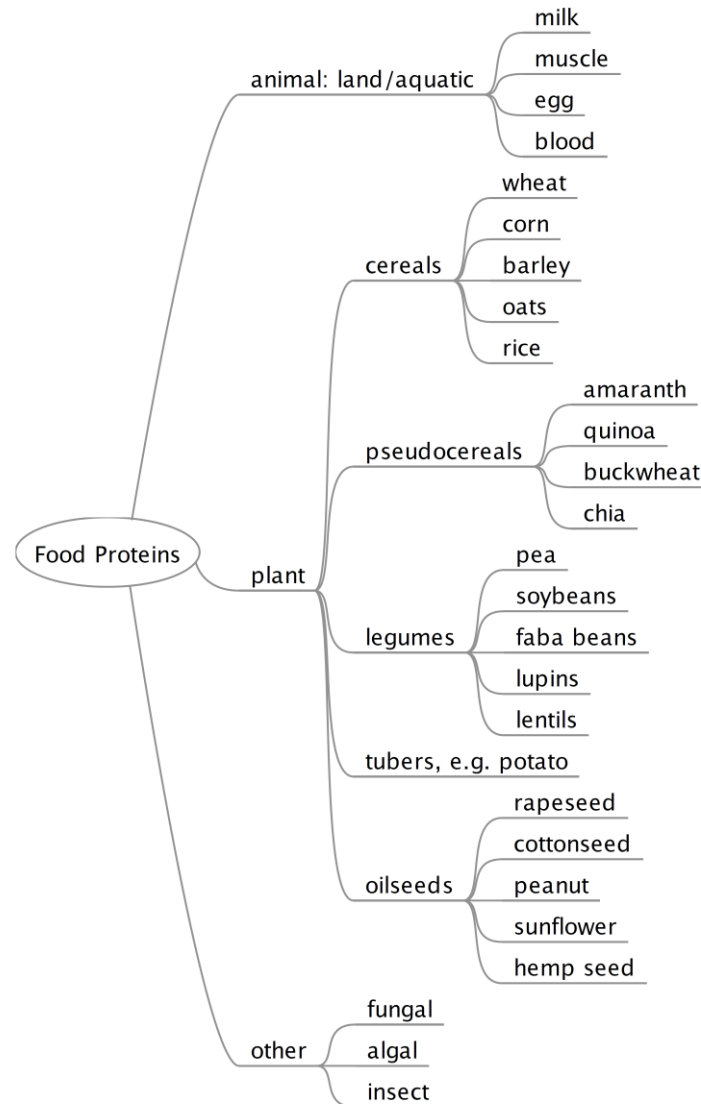 Food Proteins
animal: land/aquatic
milk
muscle
egg
blood
plant
cereals
wheat
corn
barley
oats
rice
pseudocereals
amaranth
quinoa
buckwheat
chia
legumes
pea
soybeans
faba beans
lupins
lentils
tubers, e.g. potato
oilseeds
rapeseed
cottonseed
peanut
sunflower
hemp seed
other
fungal
algal
insect